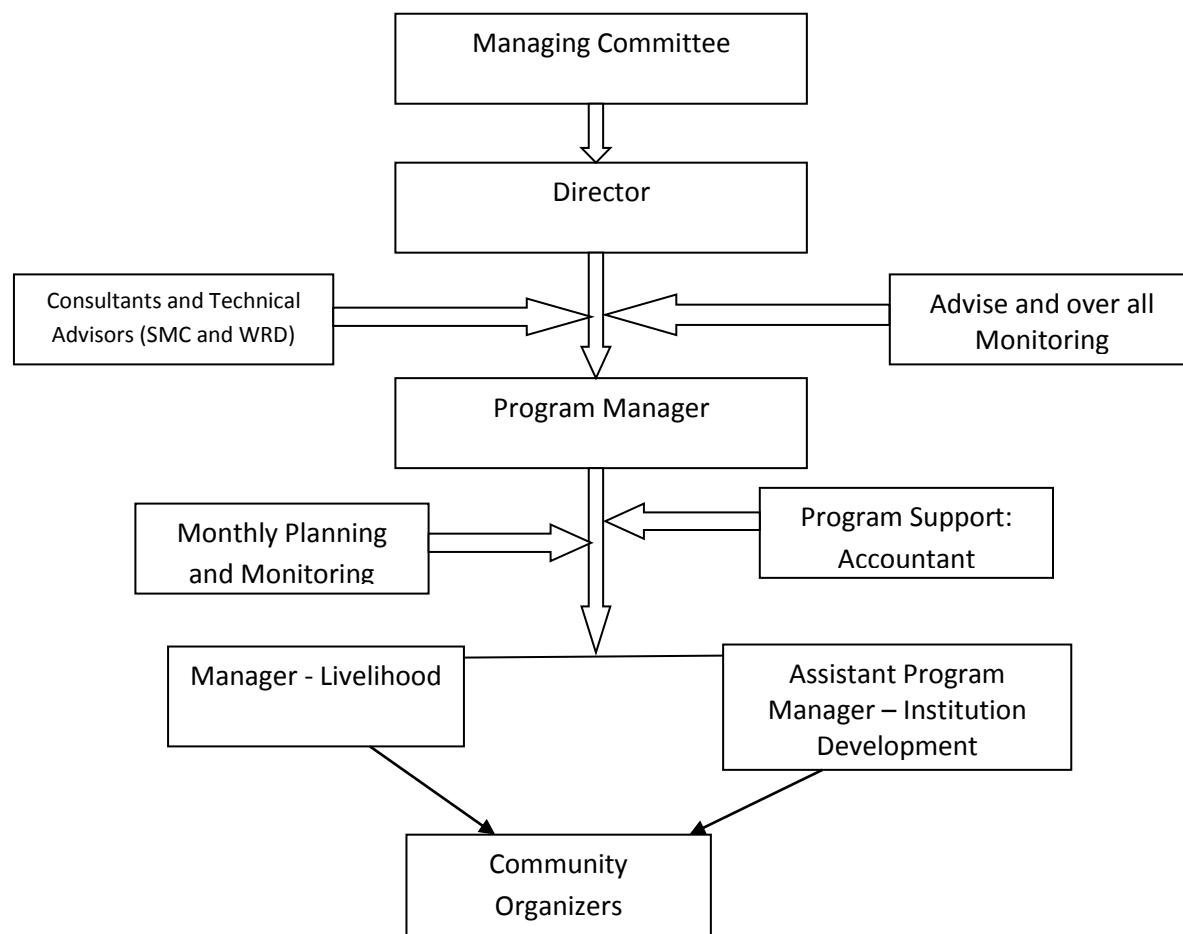 Managing Committee
Director
Consultants and Technical
Advisors (SMC and WRD)
Advise and over all
Monitoring
Program Manager
Monthly Planning
and Monitoring
Program Support:
Accountant
Manager - Livelihood
Assistant Program
Manager – Institution
Development
Community
Organizers